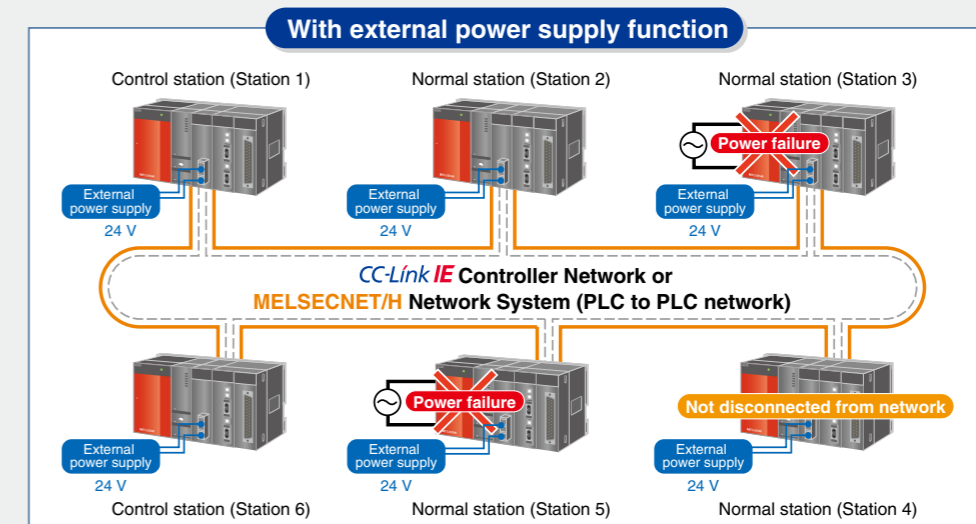 With external power supply function
Control station (Station 1)
Normal station (Station 2)
Normal station (Station 3)
Power failure
External
power supply
24 V
External
power supply
24 V
External
power supply
24 V
CC-Link IE Controller Network or
MELSECNET/H Network System (PLC to PLC network)
Power failure
Not disconnected from network
External
power supply
24 V
External
power supply
24 V
External
power supply
24 V
Control station (Station 6)
Normal station (Station 5)
Normal station (Station 4)